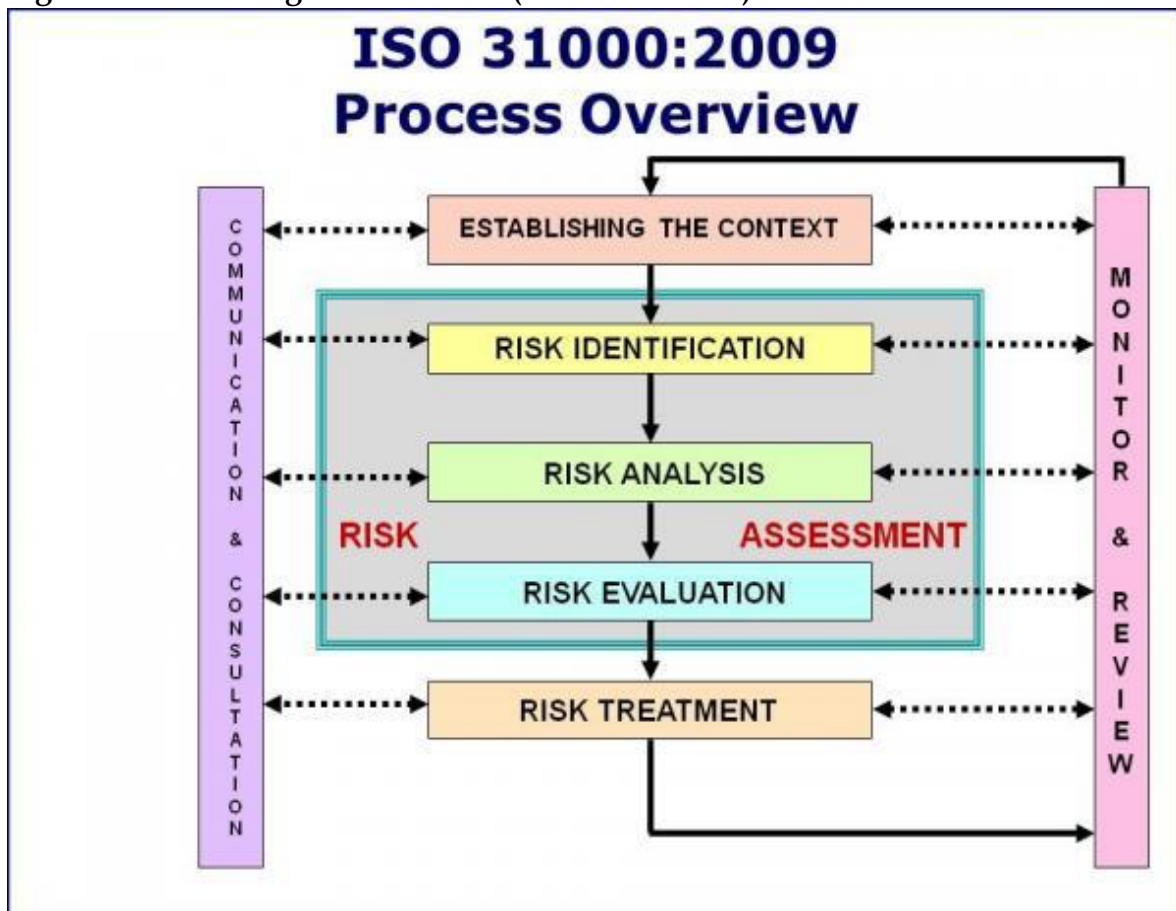 ISO 31000:2009
Process Overview
ESTABLISHING THE CONTEXT
RISK IDENTIFICATION
RISK ANALYSIS
RISK ASSESSMENT
RISK EVALUATION
RISK TREATMENT
COMMUNICATION & CONSULTATION
MONITOR & REVIEW